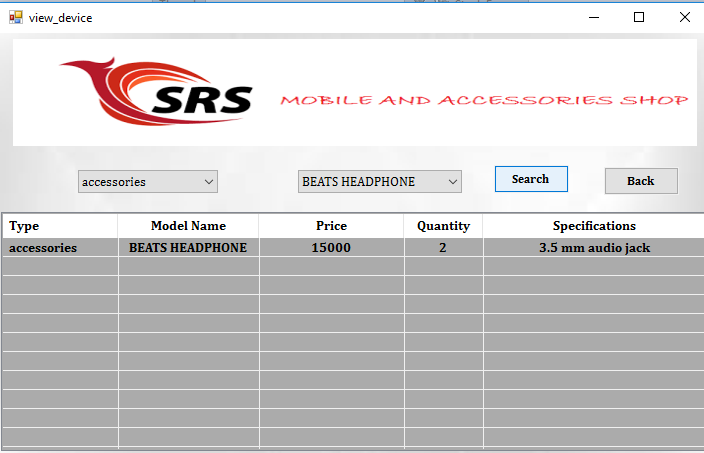 view_device
SRS MOBILE AND ACCESSORIES SHOP
accessories BEATS HEADPHONE Search Back
Type Model Name Price Quantity Specifications
accessories BEATS HEADPHONE 15000 2 3.5 mm audio jack